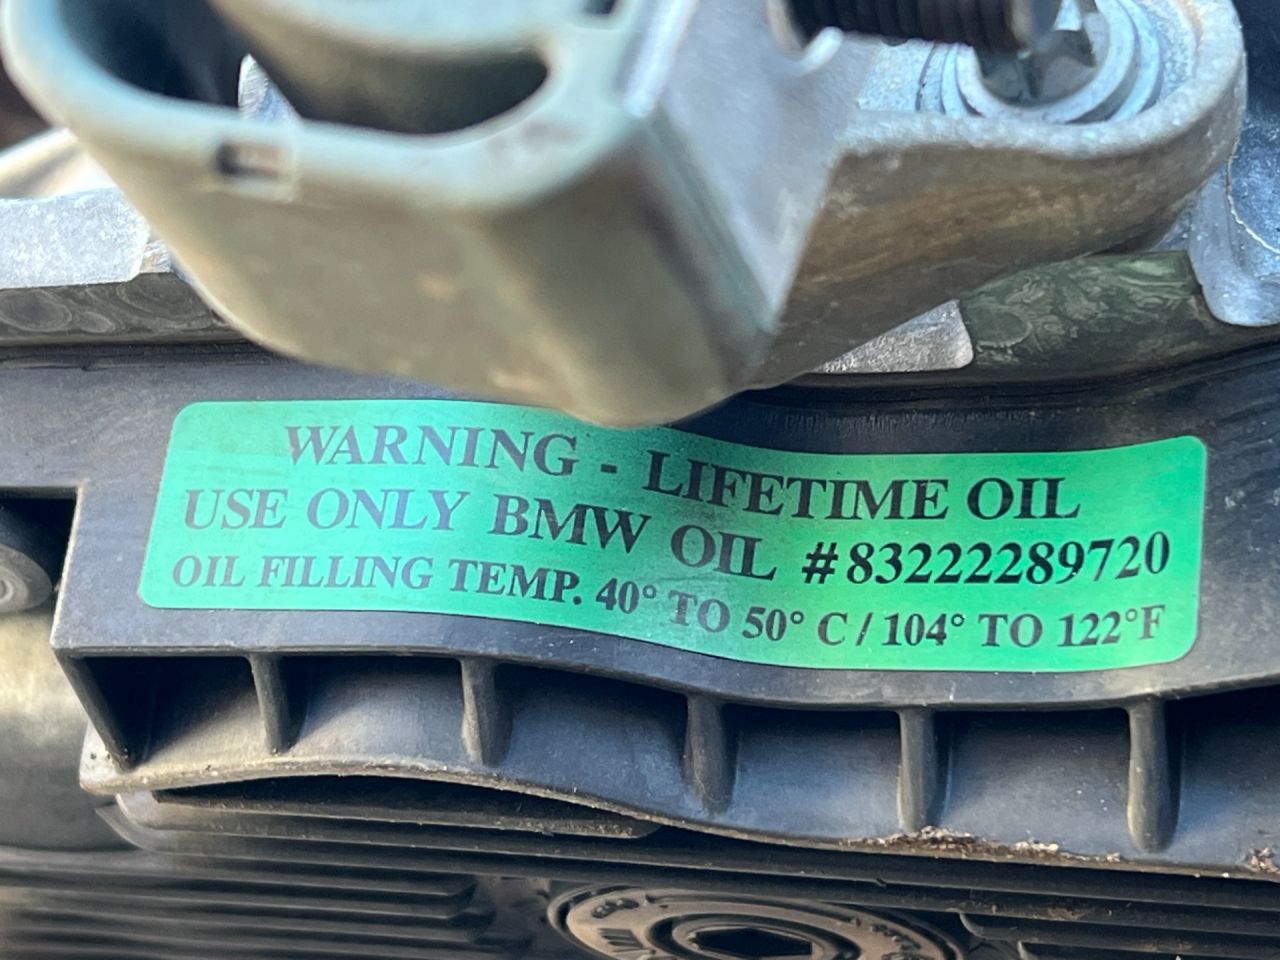 WARNING - LIFETIME OIL
USE ONLY BMW OIL #83222289720
OIL FILLING TEMP. 40° TO 50° C / 104° TO 122°F